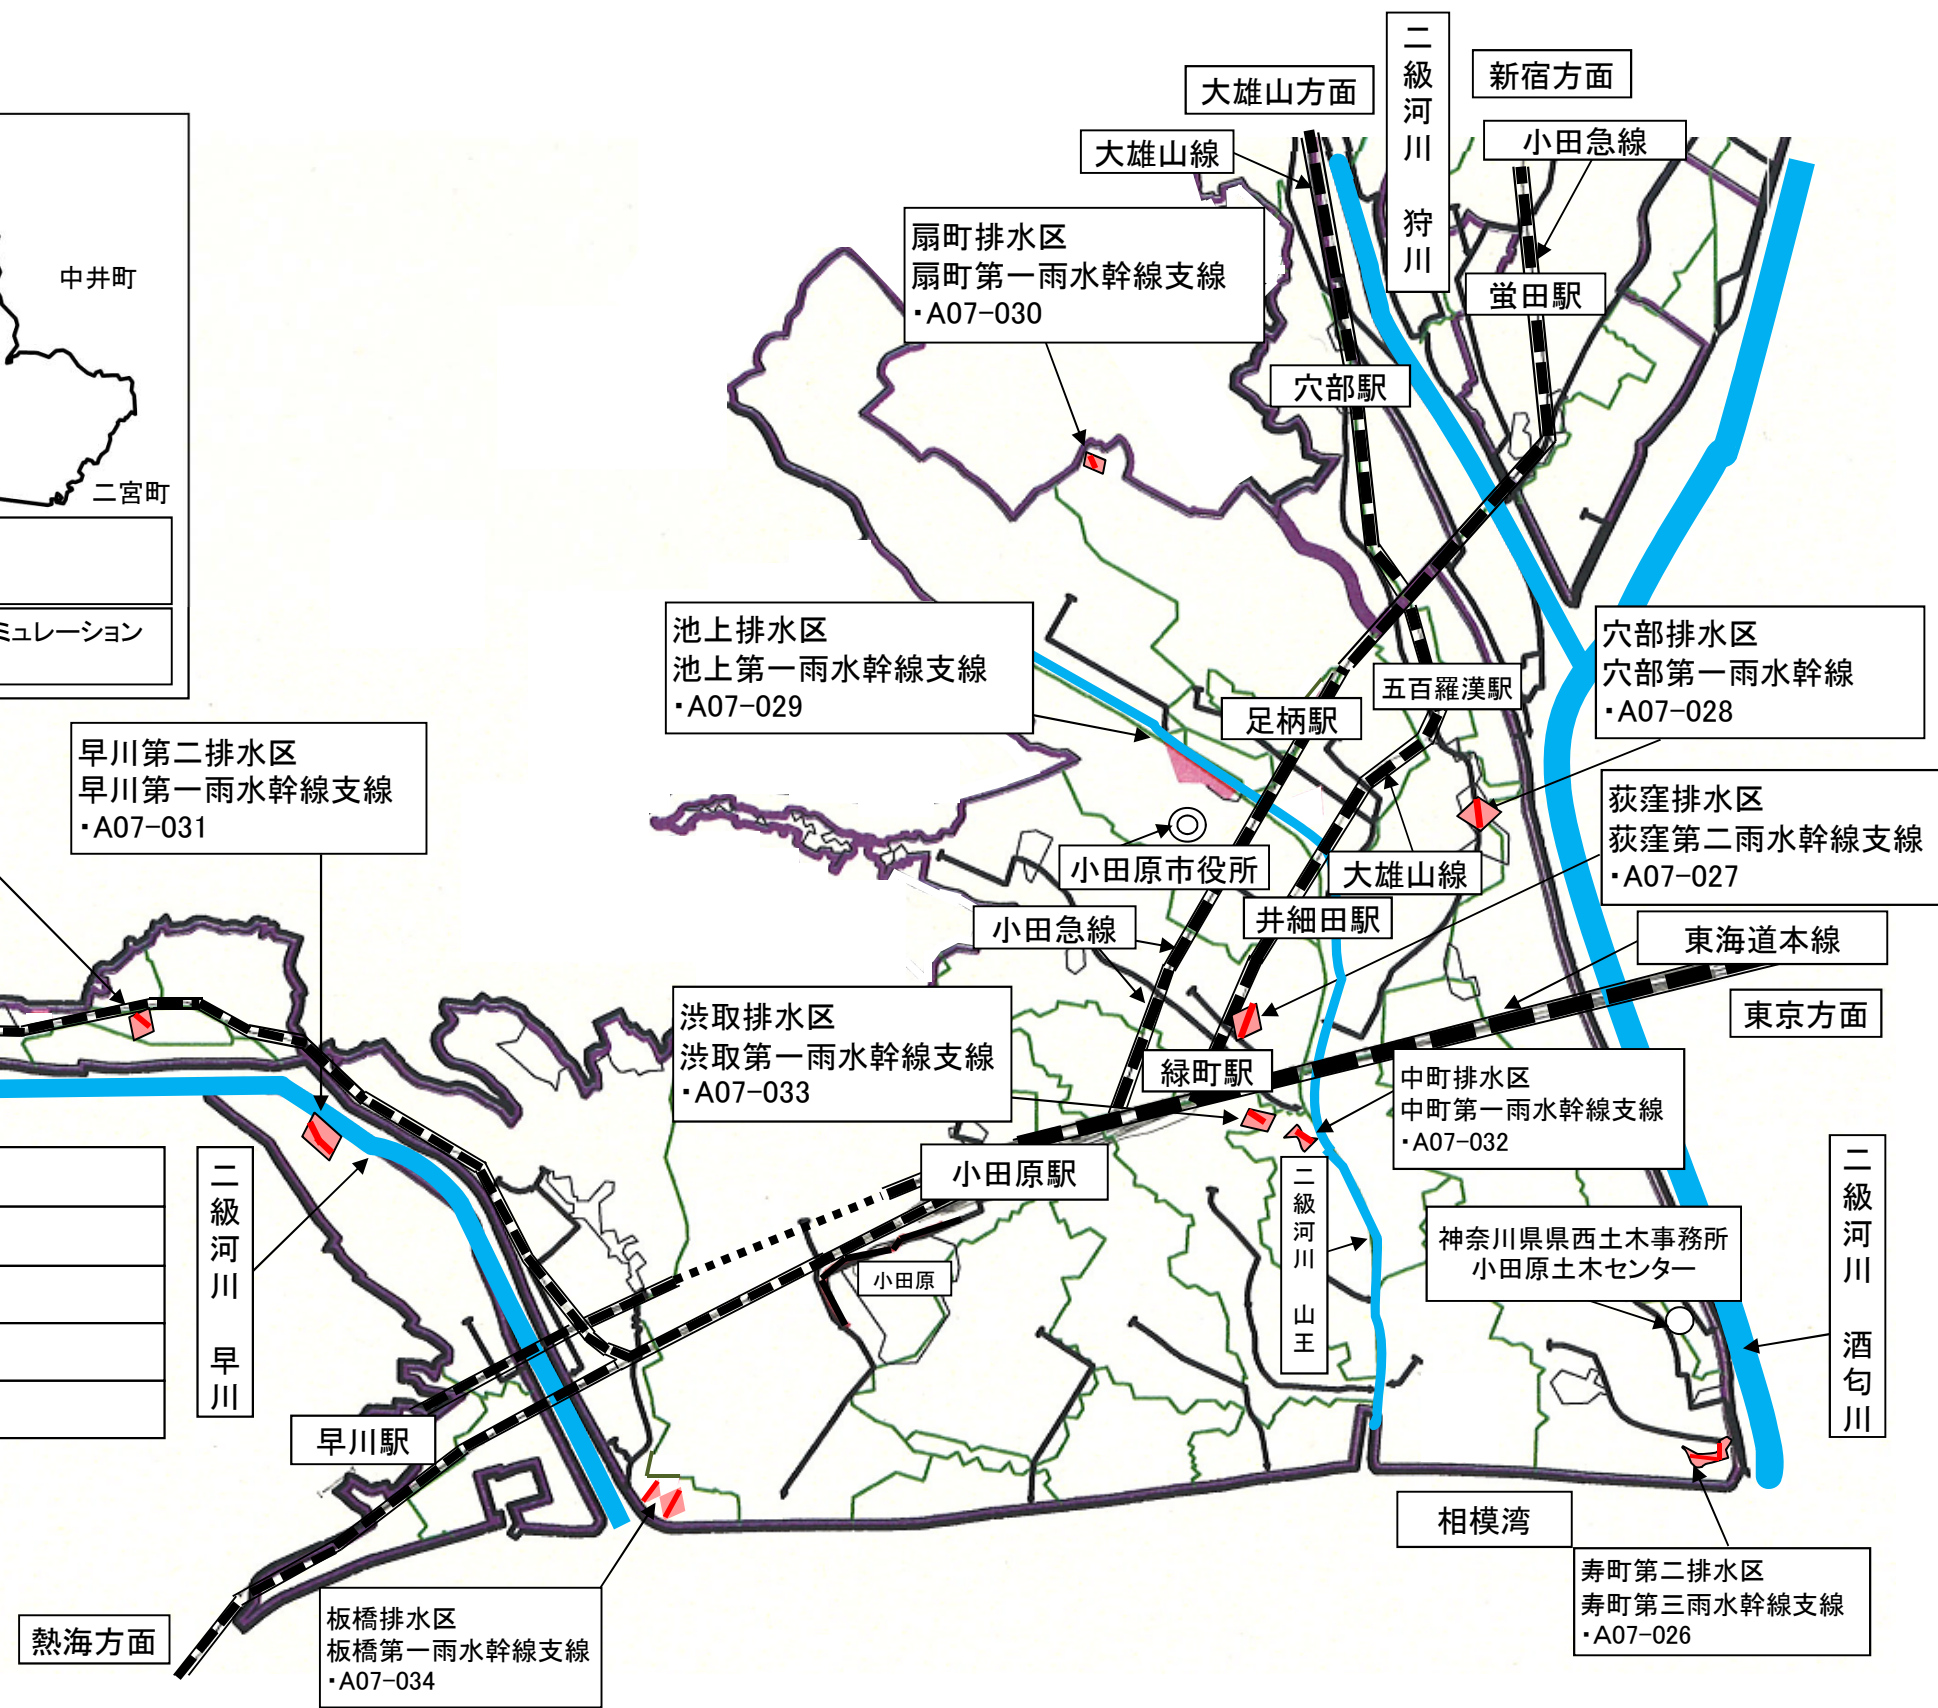 二級河川　狩川
新宿方面
大雄山方面
小田急線
大雄山線
扇町排水区
扇町第一雨水幹線支線
・A07-030
中井町
蛍田駅
穴部駅
二宮町
ミュレーション
池上排水区
池上第一雨水幹線支線
・A07-029
穴部排水区
穴部第一雨水幹線
・A07-028
五百羅漢駅
足柄駅
早川第二排水区
早川第一雨水幹線支線
・A07-031
荻窪排水区
荻窪第二雨水幹線支線
・A07-027
小田原市役所
大雄山線
井細田駅
小田急線
東海道本線
東京方面
渋取排水区
渋取第一雨水幹線支線
・A07-033
緑町駅
中町排水区
中町第一雨水幹線支線
・A07-032
小田原駅
二級河川　早川
二級河川　山王
二級河川　酒匂川
神奈川県県西土木事務所
小田原土木センター
小田原
早川駅
相模湾
寿町第二排水区
寿町第三雨水幹線支線
・A07-026
板橋排水区
板橋第一雨水幹線支線
・A07-034
熱海方面